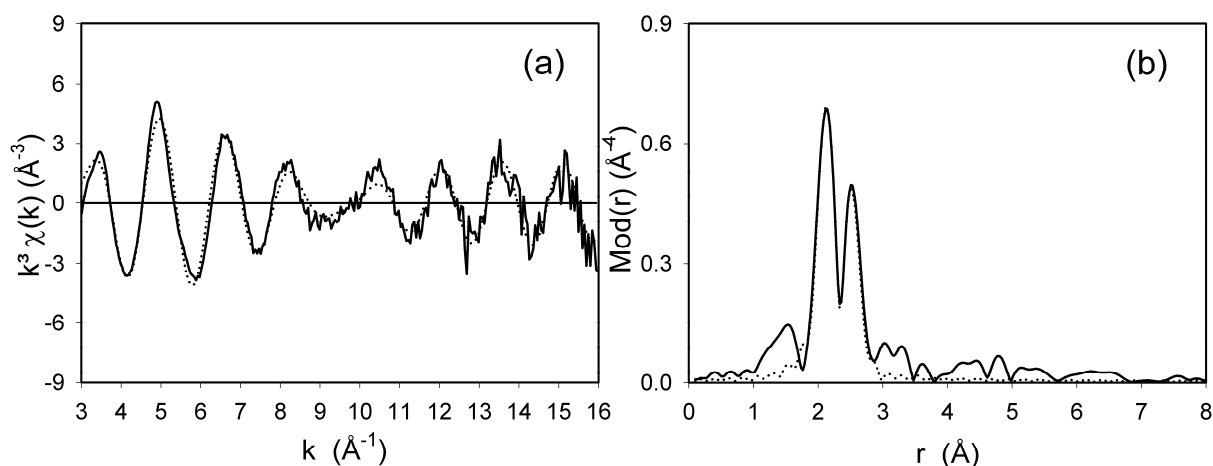 (a)
9
6
3
0
-3
-6
-9
k³ χ(k) (Å⁻³)
3 4 5 6 7 8 9 10 11 12 13 14 15 16
k (Å⁻¹)
(b)
0.9
0.6
0.3
0.0
Mod(r) (Å⁻⁴)
0 1 2 3 4 5 6 7 8
r (Å)